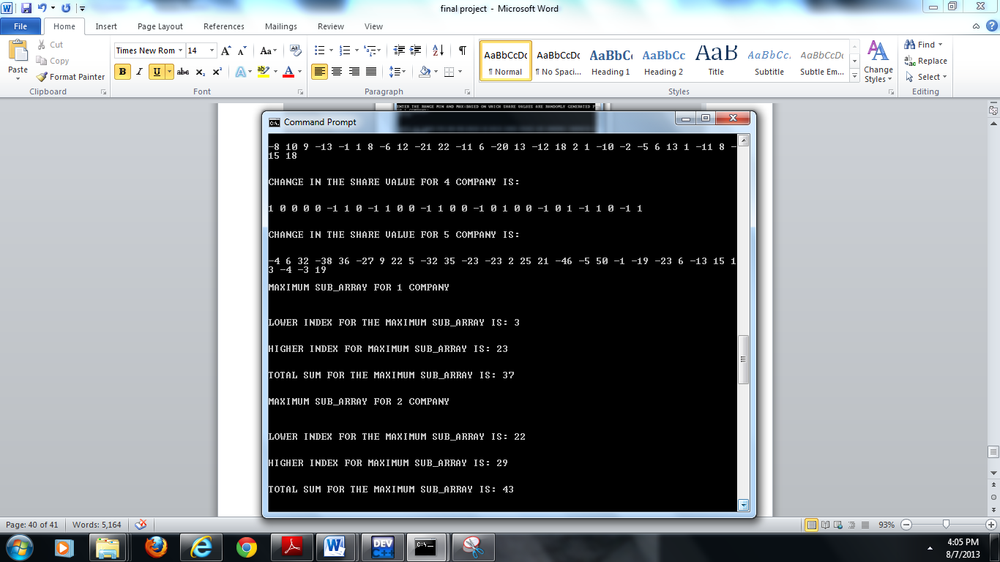 final project - Microsoft Word
File Home Insert Page Layout References Mailings Review View
Paste
Cut
Copy
Format Painter
Clipboard
Times New Rom 14
B I U abc
Font
Paragraph
AaBbCcDc AaBbCcDc AaBbCc AaBbCc AaB AaBbCc. AaBbCcDc
¶ Normal ¶ No Spaci... Heading 1 Heading 2 Title Subtitle Subtle Em...
Change Styles
Styles
Find
Replace
Select
Editing
ENTER THE RANGE MIN AND MAX:BASED ON WHICH SHARE VALUES ARE RANDOMLY GENERATED F
Command Prompt
-8 10 9 -13 -1 1 8 -6 12 -21 22 -11 6 -20 13 -12 18 2 1 -10 -2 -5 6 13 1 -11 8 -
15 18
CHANGE IN THE SHARE VALUE FOR 4 COMPANY IS:
1 0 0 0 0 -1 1 0 -1 1 0 0 -1 1 0 0 -1 0 1 0 0 -1 0 1 -1 1 0 -1 1
CHANGE IN THE SHARE VALUE FOR 5 COMPANY IS:
-4 6 32 -38 36 -27 9 22 5 -32 35 -23 -23 2 25 21 -46 -5 50 -1 -19 -23 6 -13 15 1
3 -4 -3 19
MAXIMUM SUB_ARRAY FOR 1 COMPANY
LOWER INDEX FOR THE MAXIMUM SUB_ARRAY IS: 3
HIGHER INDEX FOR MAXIMUM SUB_ARRAY IS: 23
TOTAL SUM FOR THE MAXIMUM SUB_ARRAY IS: 37
MAXIMUM SUB_ARRAY FOR 2 COMPANY
LOWER INDEX FOR THE MAXIMUM SUB_ARRAY IS: 22
HIGHER INDEX FOR MAXIMUM SUB_ARRAY IS: 29
TOTAL SUM FOR THE MAXIMUM SUB_ARRAY IS: 43
Page: 40 of 41 Words: 5,164
93%
DEV C++
C:\.
4:05 PM
8/7/2013